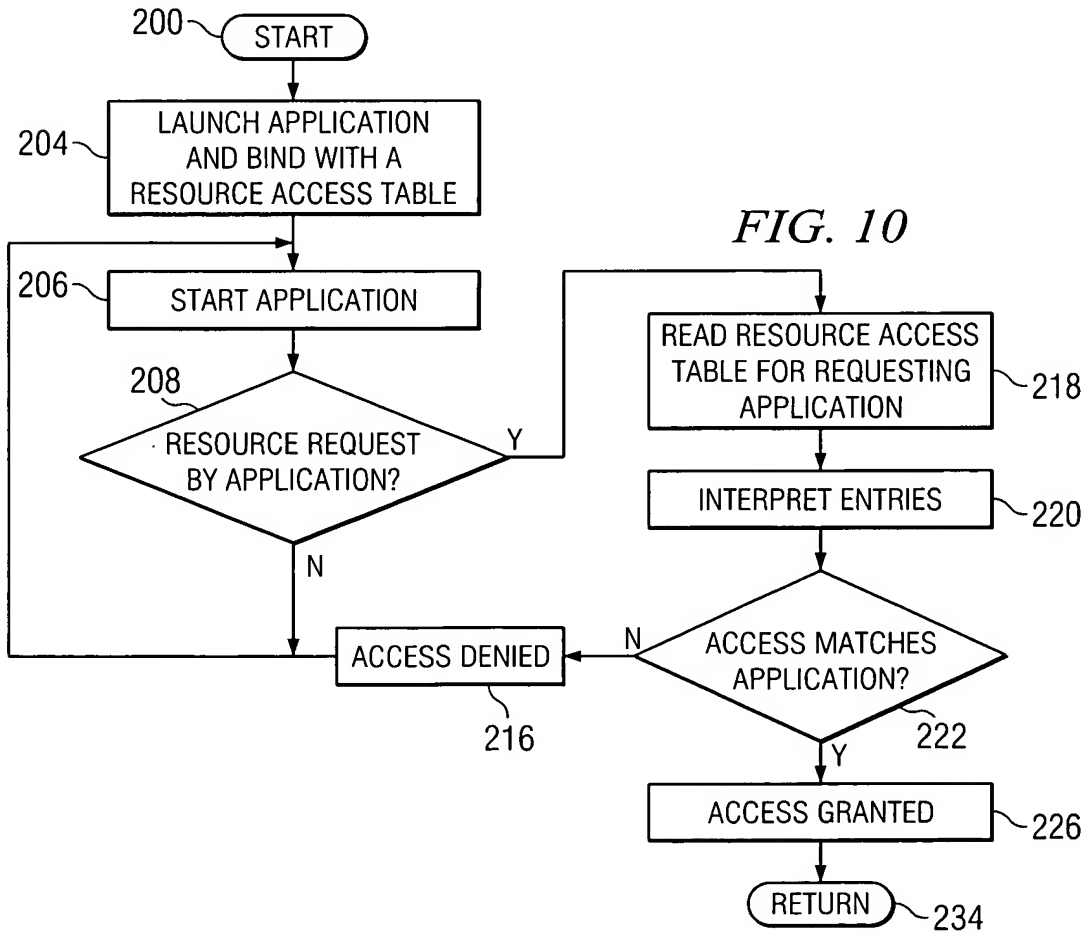 200
START
204
LAUNCH APPLICATION
AND BIND WITH A
RESOURCE ACCESS TABLE
FIG. 10
206
START APPLICATION
208
RESOURCE REQUEST
BY APPLICATION?
Y
N
READ RESOURCE ACCESS
TABLE FOR REQUESTING
APPLICATION
218
INTERPRET ENTRIES
220
ACCESS MATCHES
APPLICATION?
222
N
Y
ACCESS DENIED
216
ACCESS GRANTED
226
RETURN
234